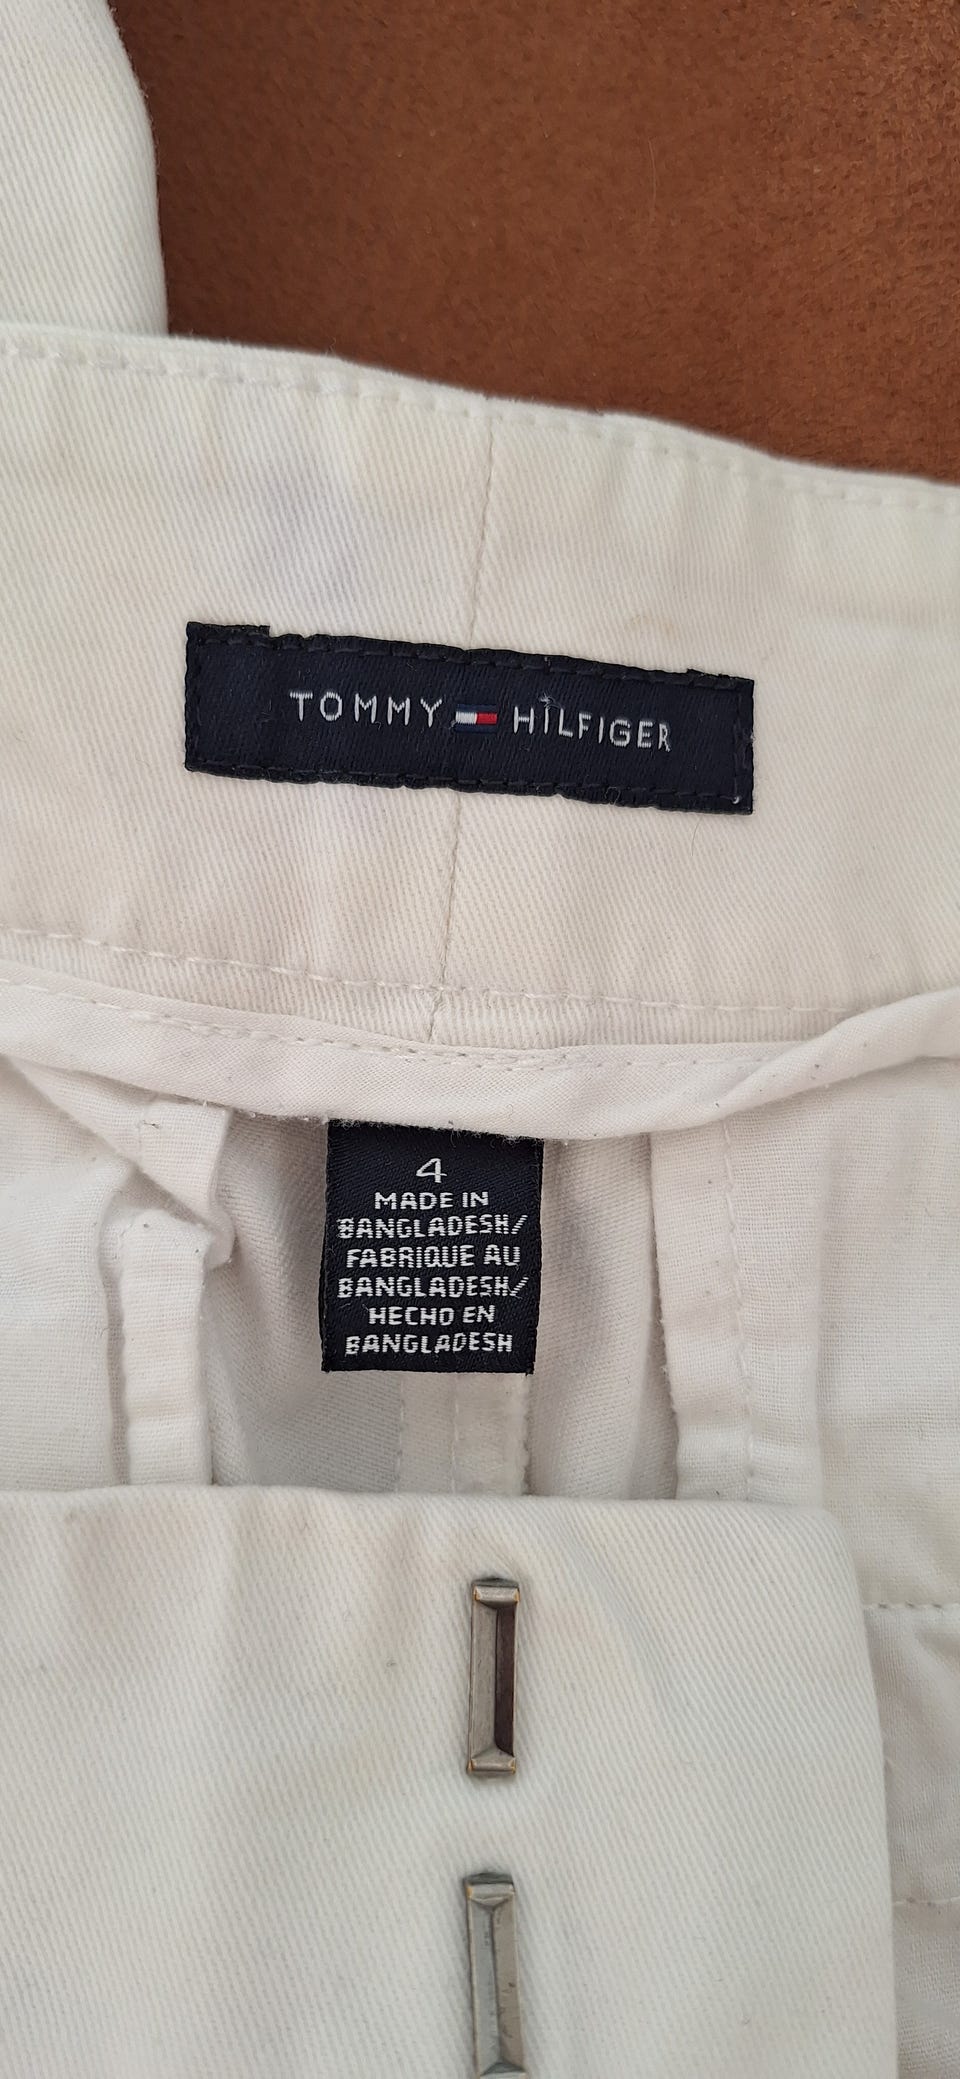 TOMMY HILFIGER
4
MADE IN
BANGLADESH/
FABRIQUE AU
BANGLADESH/
HECHO EN
BANGLADESH